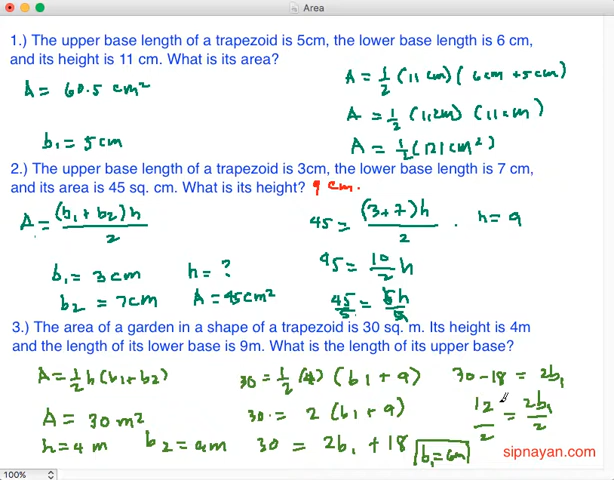 Area
1.) The upper base length of a trapezoid is 5cm, the lower base length is 6 cm,
and its height is 11 cm. What is its area?
A = 1/2 (11 cm) ( 6cm + 5cm)
A = 60.5 cm²
A = 1/2 (11cm) (11cm)
b₁ = 5cm
A = 1/2 (121 cm²)
2.) The upper base length of a trapezoid is 3cm, the lower base length is 7 cm,
and its area is 45 sq. cm. What is its height? 9 cm.
A = (b₁ + b₂)h / 2
45 = (3+7)h / 2 . h = 9
45 = 10/2 h
b₁ = 3cm h = ?
b₂ = 7cm A = 45cm²
45/5 = 5h/5
3.) The area of a garden in a shape of a trapezoid is 30 sq. m. Its height is 4m
and the length of its lower base is 9m. What is the length of its upper base?
A = 1/2 h (b₁+b₂) 30 = 1/2 (4) (b₁ + 9) 30 - 18 = 2b₁
A = 30 m² 30 = 2 (b₁ + 9) 12/2 = 2b₁/2
h = 4 m b₂ = 9m 30 = 2b₁ + 18 b₁ = 6m
sipnayan.com
100%